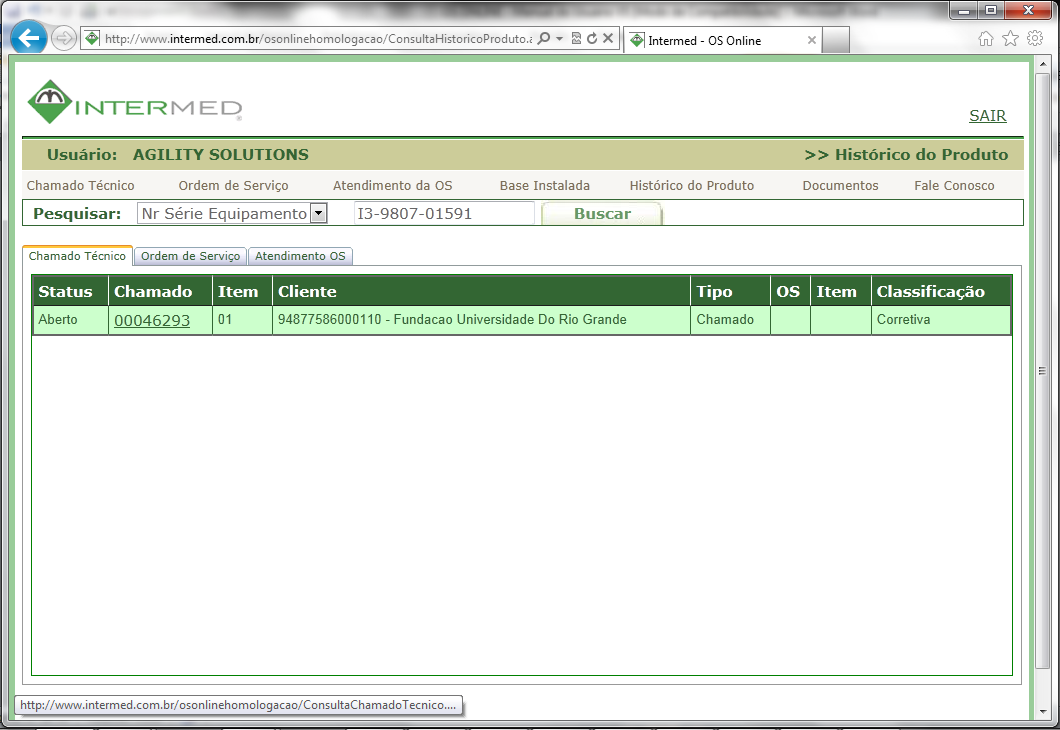 http://www.intermed.com.br/osonlinehomologacao/ConsultaHistoricoProduto.a
Intermed - OS Online
INTERMED
SAIR
Usuário: AGILITY SOLUTIONS >> Histórico do Produto
Chamado Técnico Ordem de Serviço Atendimento da OS Base Instalada Histórico do Produto Documentos Fale Conosco
Pesquisar: Nr Série Equipamento I3-9807-01591 Buscar
Chamado Técnico Ordem de Serviço Atendimento OS
Status Chamado Item Cliente Tipo OS Item Classificação
Aberto 00046293 01 94877586000110 - Fundacao Universidade Do Rio Grande Chamado Corretiva
http://www.intermed.com.br/osonlinehomologacao/ConsultaChamadoTecnico....